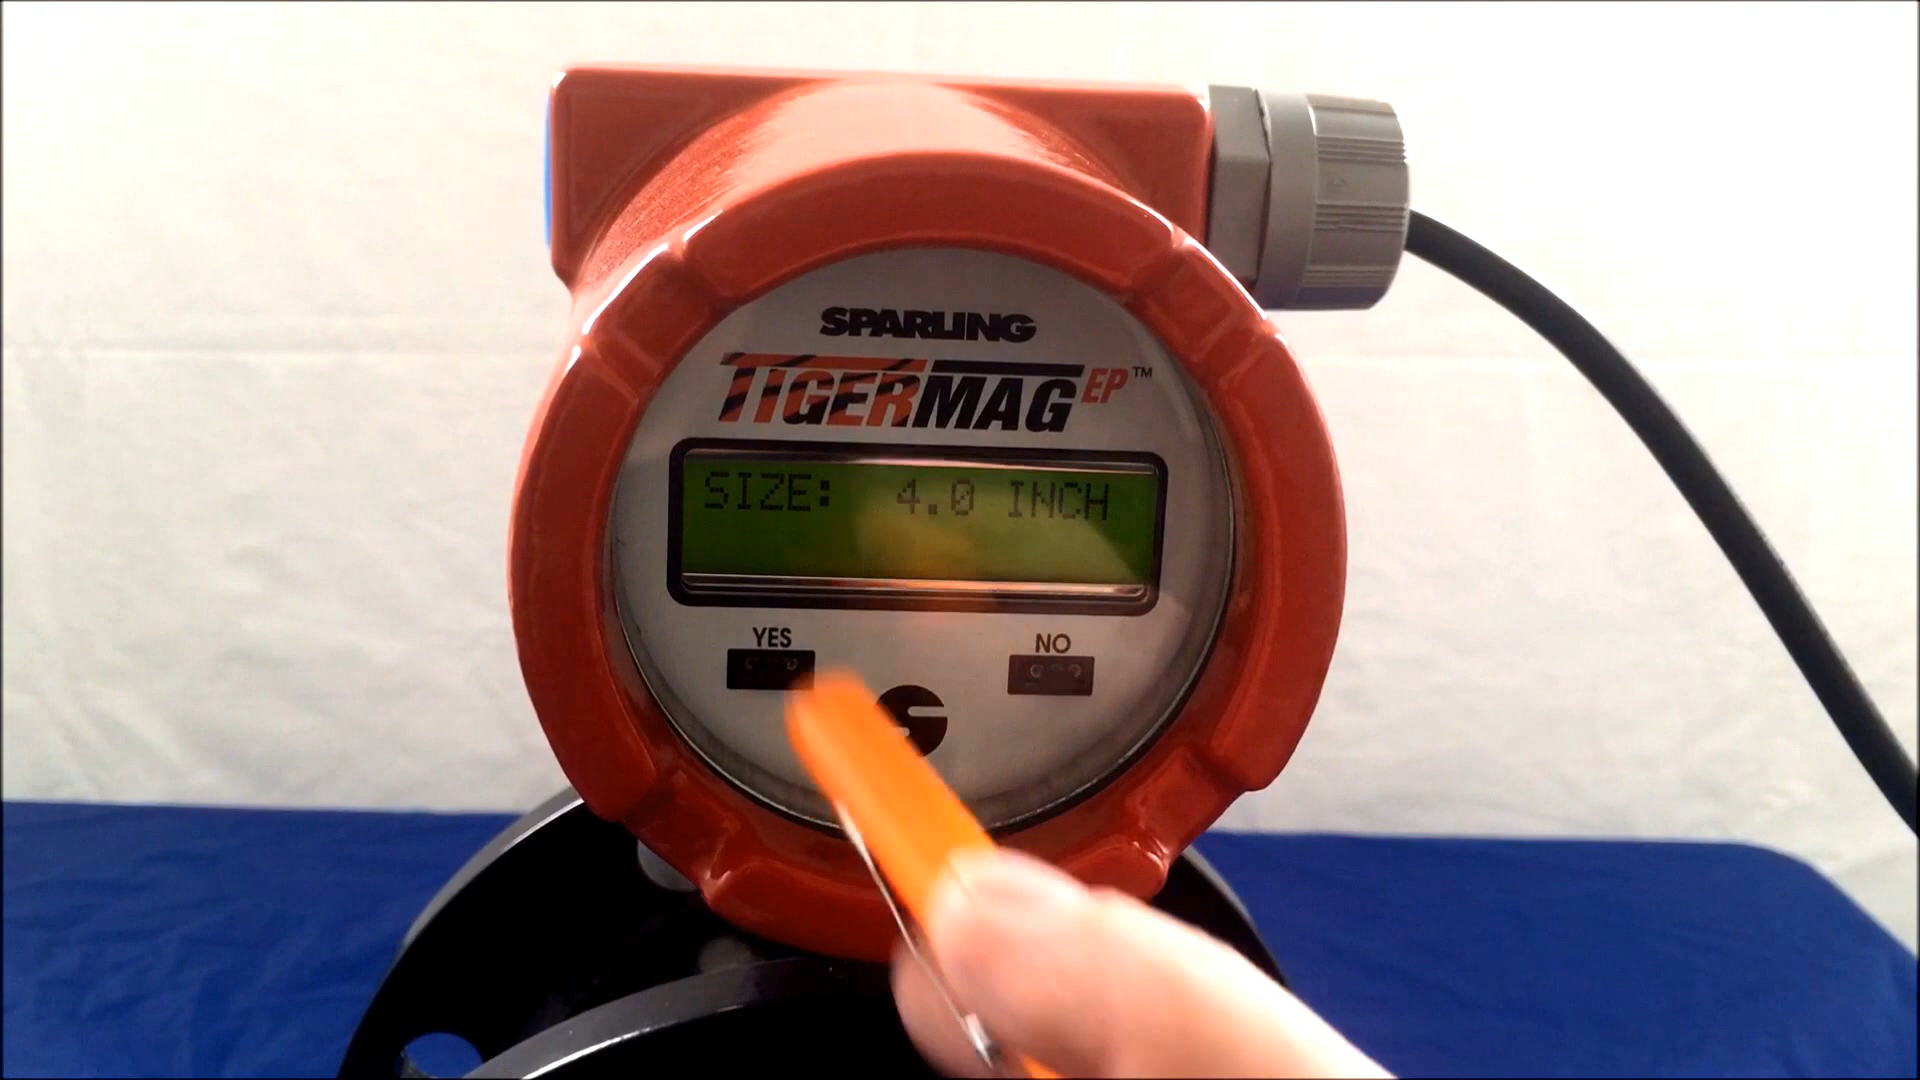 SPARLING
TIGERMAG EP™
SIZE: 4.0 INCH
YES
NO